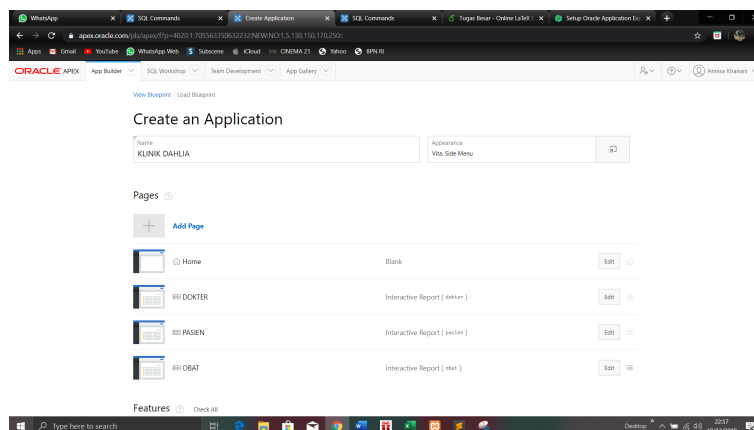 WhatsApp
SQL Commands
Create Application
SQL Commands
Tugas Besar - Online LaTeX E
Setup Oracle Application Exp
apex.oracle.com/pls/apex/f?p=4020:1:705563350632232:NEW:NO:1,5,130,150,170,250:
Apps Gmail YouTube WhatsApp Web Subscene iCloud CINEMA 21 Yahoo BPN RI
ORACLE APEX App Builder SQL Workshop Team Development App Gallery Annisa Khairani
View Blueprint Load Blueprint
Create an Application
Name
KLINIK DAHLIA
Appearance
Vita, Side Menu
Pages
Add Page
Home Blank Edit
DOKTER Interactive Report [ dokter ] Edit
PASIEN Interactive Report [ pasien ] Edit
OBAT Interactive Report [ obat ] Edit
Features Check All
Type here to search
Desktop
22:57